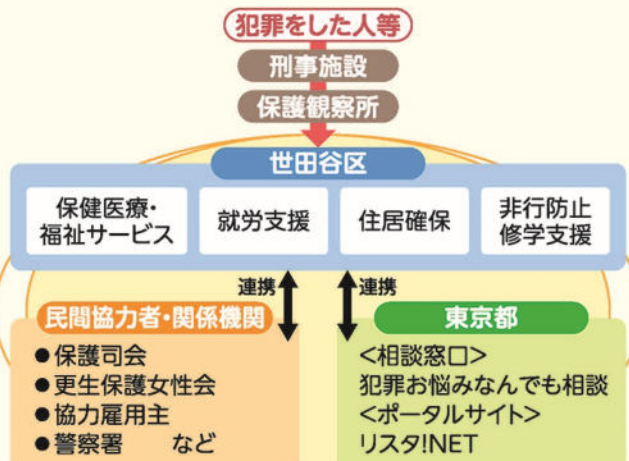 犯罪をした人等
刑事施設
保護観察所
世田谷区
保健医療・
福祉サービス
就労支援
住居確保
非行防止
修学支援
連携
連携
民間協力者・関係機関
●保護司会
●更生保護女性会
●協力雇用主
●警察署　など
東京都
<相談窓口>
犯罪お悩みなんでも相談
<ポータルサイト>
リスタ!NET